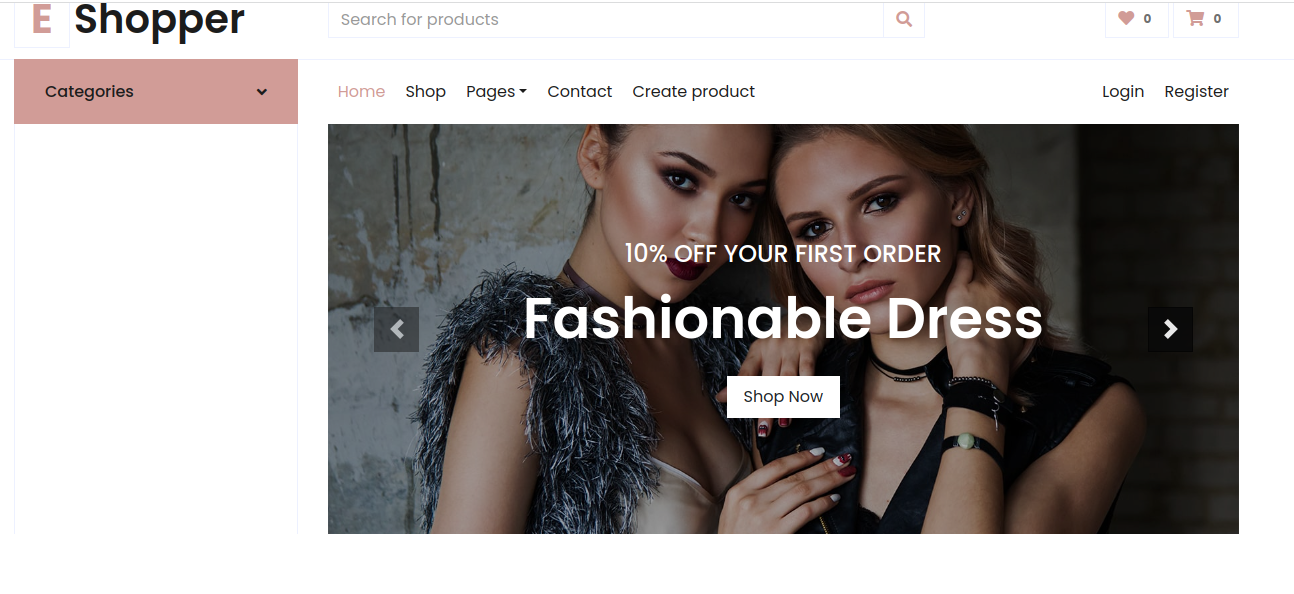 E Shopper
Search for products
0 0
Categories
Home Shop Pages Contact Create product Login Register
10% OFF YOUR FIRST ORDER
Fashionable Dress
Shop Now